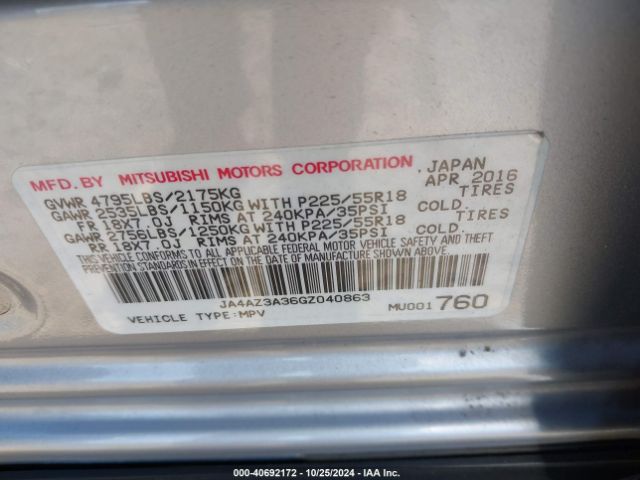 MFD.BY MITSUBISHI MOTORS CORPORATION , JAPAN
GVWR 4795LBS/2175KG APR 2016
GAWR 2535LBS/1150KG WITH P225/55R18 TIRES
FR 18X7.0J RIMS AT 240KPA/35PSI COLD.
GAWR 2756LBS/1250KG WITH P225/55R18 TIRES
RR 18X7.0J RIMS AT 240KPA/35PSI COLD.
THIS VEHICLE CONFORMS TO ALL APPLICABLE FEDERAL MOTOR VEHICLE SAFETY AND THEFT
PREVENTION STANDARDS IN EFFECT ON THE DATE OF MANUFACTURE SHOWN ABOVE.
JA4AZ3A36GZ040863
VEHICLE TYPE:MPV MU001 760
00-40692172 - 10/25/2024 - IAA Inc.